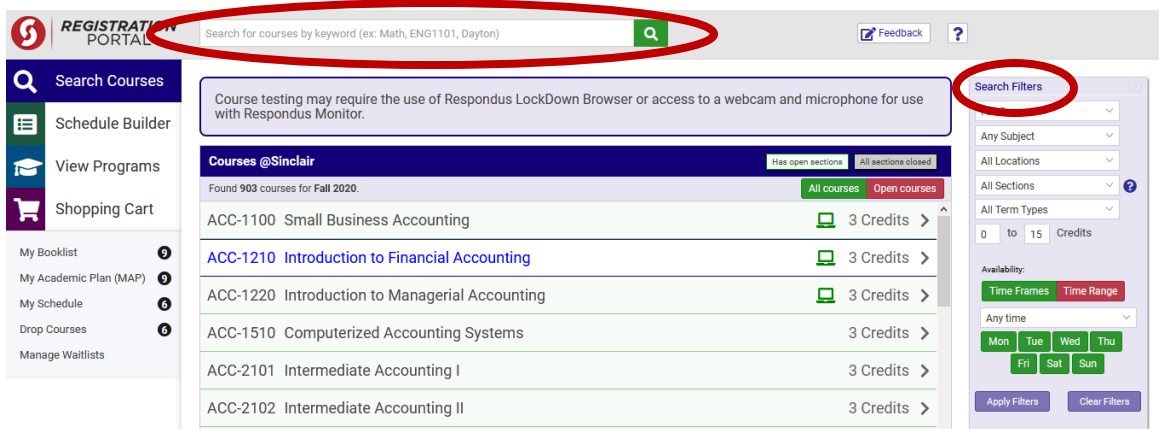 REGISTRATION
PORTAL
Search for courses by keyword (ex: Math, ENG1101, Dayton)
Feedback
?
Search Courses
Schedule Builder
View Programs
Shopping Cart
My Booklist 9
My Academic Plan (MAP) 9
My Schedule 6
Drop Courses 6
Manage Waitlists
Course testing may require the use of Respondus LockDown Browser or access to a webcam and microphone for use
with Respondus Monitor.
Courses @Sinclair
Has open sections
All sections closed
Found 903 courses for Fall 2020.
All courses
Open courses
ACC-1100 Small Business Accounting 3 Credits
ACC-1210 Introduction to Financial Accounting 3 Credits
ACC-1220 Introduction to Managerial Accounting 3 Credits
ACC-1510 Computerized Accounting Systems 3 Credits
ACC-2101 Intermediate Accounting I 3 Credits
ACC-2102 Intermediate Accounting II 3 Credits
Search Filters
Any Subject
All Locations
All Sections ?
All Term Types
0 to 15 Credits
Availability:
Time Frames Time Range
Any time
Mon Tue Wed Thu
Fri Sat Sun
Apply Filters Clear Filters